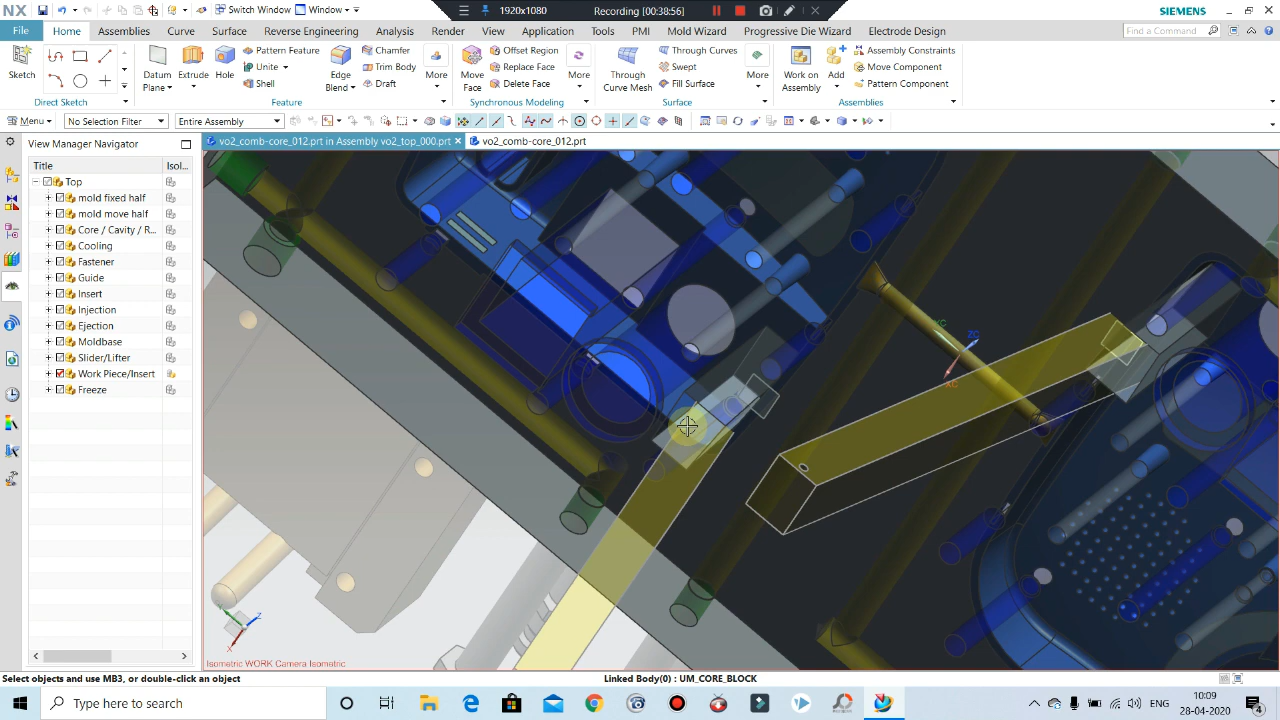 NX
Switch Window
Window
1920x1080
Recording [00:38:56]
SIEMENS
File
Home
Assemblies
Curve
Surface
Reverse Engineering
Analysis
Render
View
Application
Tools
PMI
Mold Wizard
Progressive Die Wizard
Electrode Design
Find a Command
Sketch
Direct Sketch
Datum Plane
Extrude
Hole
Pattern Feature
Unite
Shell
Edge Blend
Chamfer
Trim Body
Draft
More
Feature
Move Face
Offset Region
Replace Face
Delete Face
More
Synchronous Modeling
Through Curve Mesh
Through Curves
Swept
Fill Surface
More
Surface
Work on Assembly
Add
Assembly Constraints
Move Component
Pattern Component
Assemblies
Menu
No Selection Filter
Entire Assembly
View Manager Navigator
vo2_comb-core_012.prt in Assembly vo2_top_000.prt
vo2_comb-core_012.prt
Title
Isol..
Top
mold fixed half
mold move half
Core / Cavity / R...
Cooling
Fastener
Guide
Insert
Injection
Ejection
Moldbase
Slider/Lifter
Work Piece/Insert
Freeze
ZC
XC
Z
X
Isometric WORK Camera Isometric
Select objects and use MB3, or double-click an object
Linked Body(0) : UM_CORE_BLOCK
Type here to search
ENG
10:09
28-04-2020
4